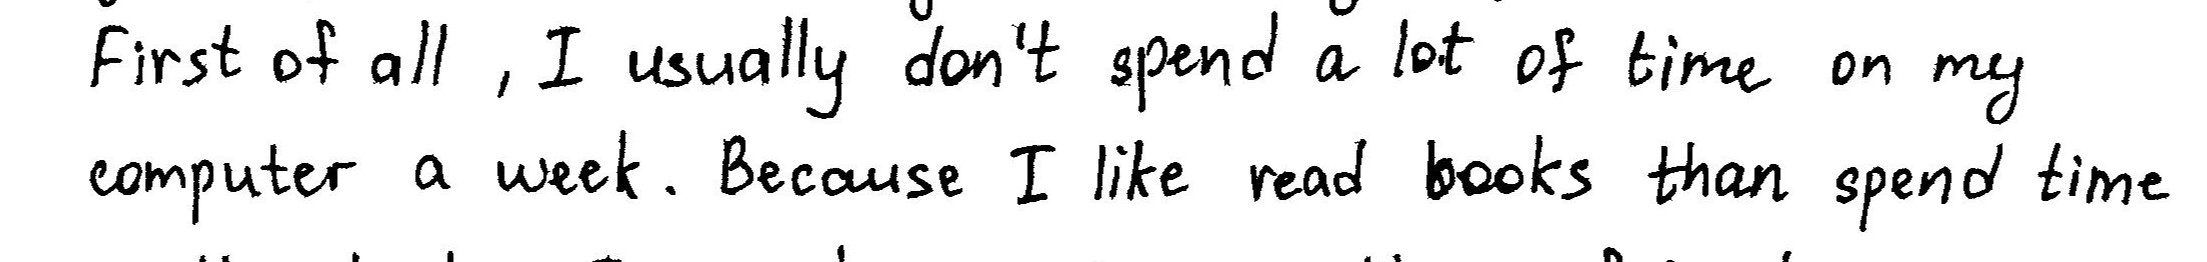 First of all , I usually don't spend a lot of time on my
computer a week. Because I like read books than spend time